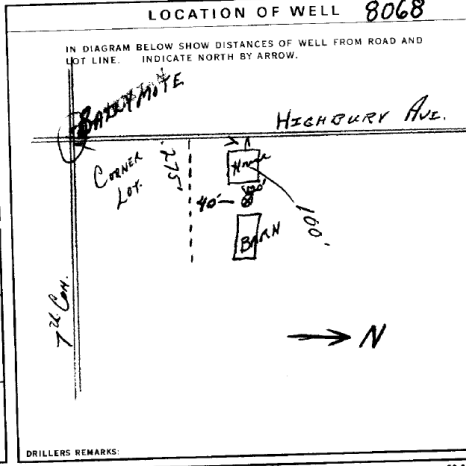 LOCATION OF WELL 8068
IN DIAGRAM BELOW SHOW DISTANCES OF WELL FROM ROAD AND
LOT LINE. INDICATE NORTH BY ARROW.
HIGHBURY AVE.
CORNER
LOT.
275'
House
40'
100'
BARN
7th CON.
N
DRILLERS REMARKS: